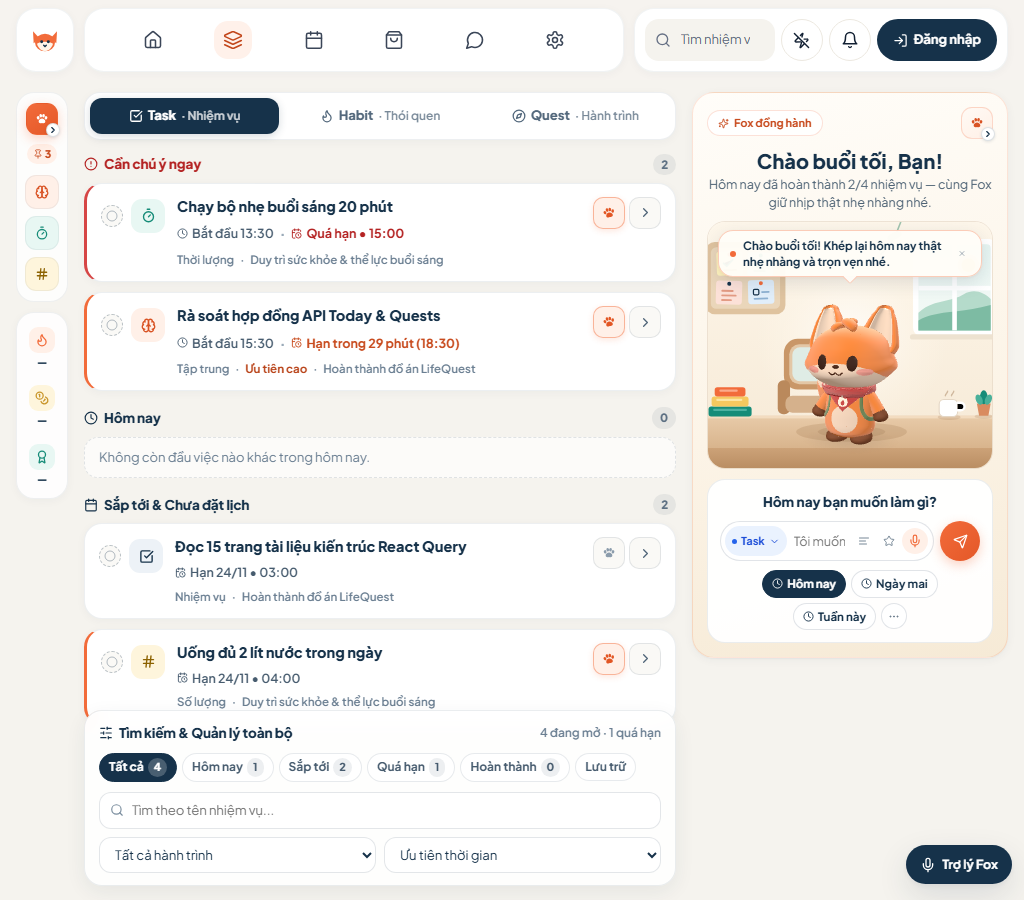 Tìm nhiệm v
Đăng nhập
3
Task · Nhiệm vụ
Habit · Thói quen
Quest · Hành trình
Cần chú ý ngay
2
Chạy bộ nhẹ buổi sáng 20 phút
Bắt đầu 13:30 · Quá hạn • 15:00
Thời lượng · Duy trì sức khỏe & thể lực buổi sáng
Rà soát hợp đồng API Today & Quests
Bắt đầu 15:30 · Hạn trong 29 phút (18:30)
Tập trung · Ưu tiên cao · Hoàn thành đồ án LifeQuest
Hôm nay
0
Không còn đầu việc nào khác trong hôm nay.
Sắp tới & Chưa đặt lịch
2
Đọc 15 trang tài liệu kiến trúc React Query
Hạn 24/11 • 03:00
Nhiệm vụ · Hoàn thành đồ án LifeQuest
Uống đủ 2 lít nước trong ngày
Hạn 24/11 • 04:00
Số lượng · Duy trì sức khỏe & thể lực buổi sáng
Tìm kiếm & Quản lý toàn bộ
4 đang mở · 1 quá hạn
Tất cả 4
Hôm nay 1
Sắp tới 2
Quá hạn 1
Hoàn thành 0
Lưu trữ
Tìm theo tên nhiệm vụ...
Tất cả hành trình
Ưu tiên thời gian
Fox đồng hành
Chào buổi tối, Bạn!
Hôm nay đã hoàn thành 2/4 nhiệm vụ — cùng Fox
giữ nhịp thật nhẹ nhàng nhé.
Chào buổi tối! Khép lại hôm nay thật
nhẹ nhàng và trọn vẹn nhé.
Hôm nay bạn muốn làm gì?
Task
Tôi muốn
Hôm nay
Ngày mai
Tuần này
Trợ lý Fox